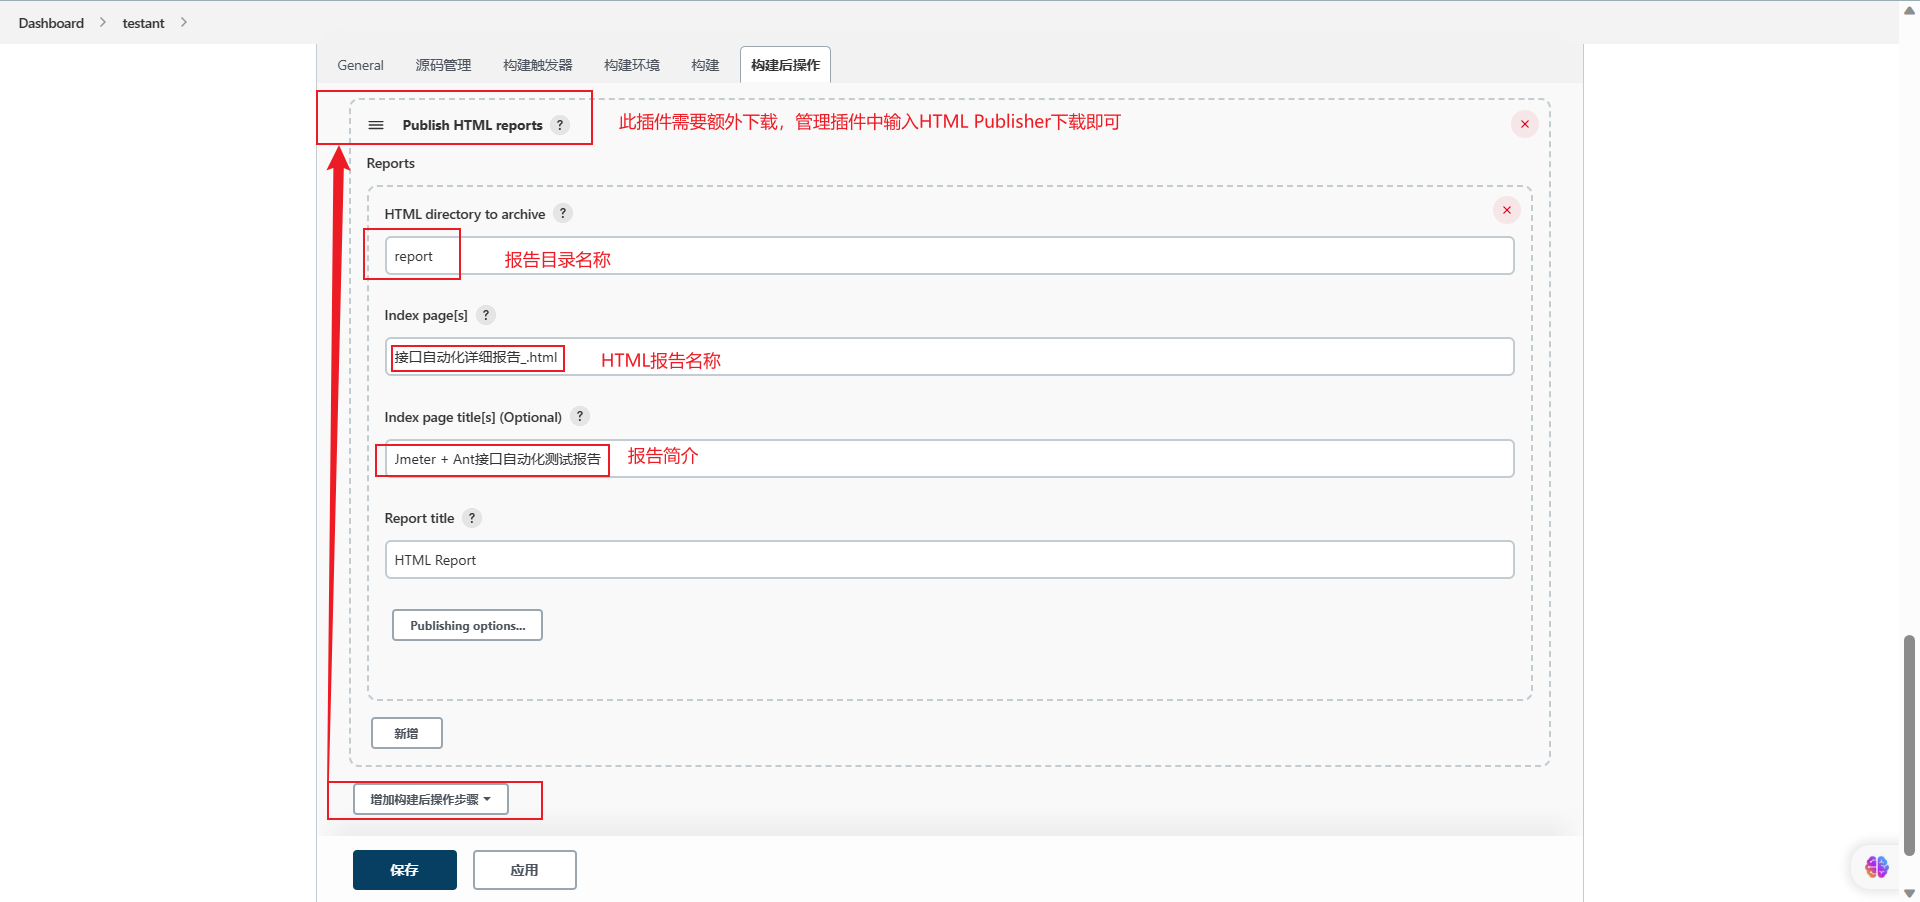 Dashboard > testant >
General 源码管理 构建触发器 构建环境 构建 构建后操作
Publish HTML reports ? 此插件需要额外下载，管理插件中输入HTML Publisher下载即可
Reports
HTML directory to archive ?
report 报告目录名称
Index page[s] ?
接口自动化详细报告_.html HTML报告名称
Index page title[s] (Optional) ?
Jmeter + Ant接口自动化测试报告 报告简介
Report title ?
HTML Report
Publishing options...
新增
增加构建后操作步骤
保存 应用